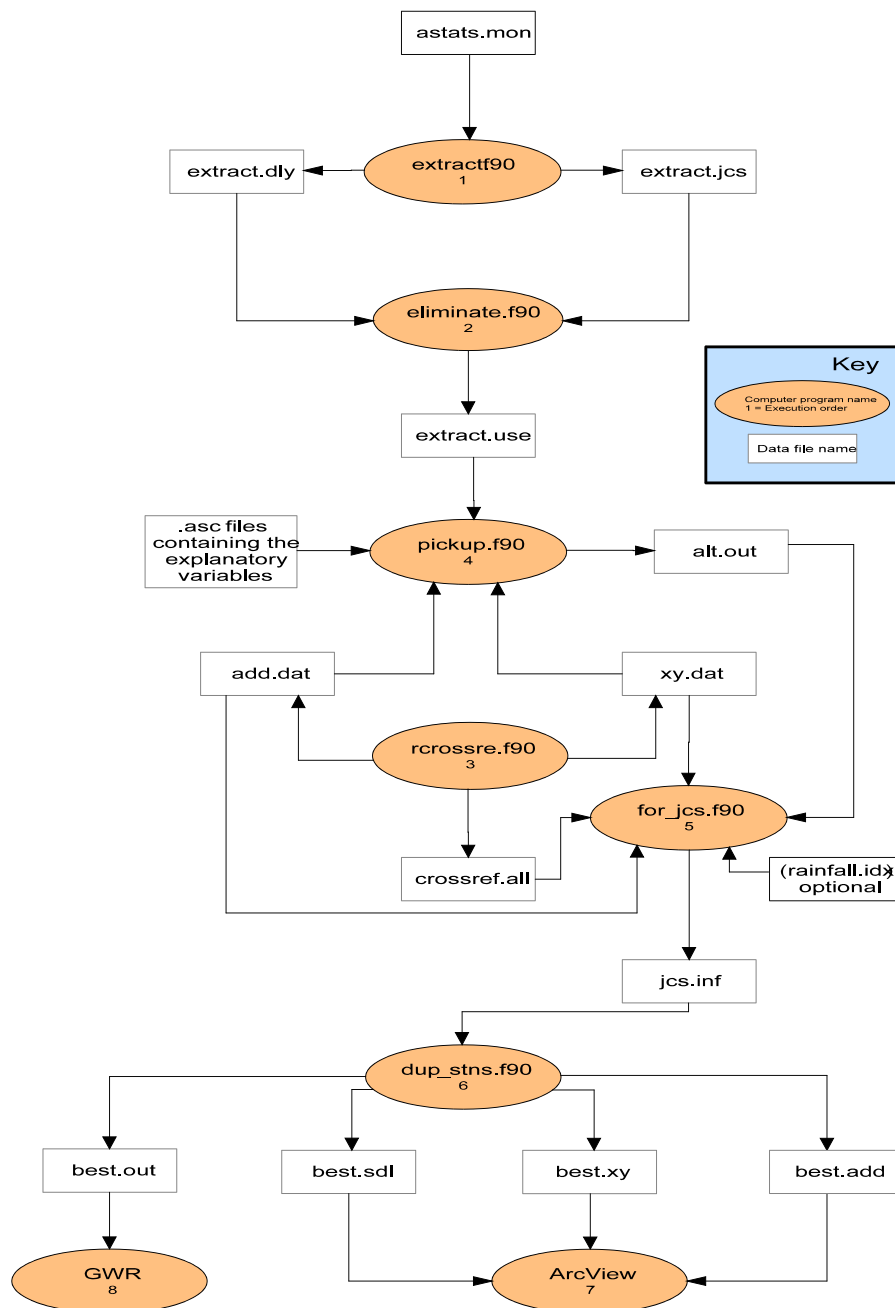 astats.mon
extract.dly
extractf90
1
extract.jcs
eliminate.f90
2
Key
Computer program name
1 = Execution order
Data file name
extract.use
.asc files
containing the
explanatory
variables
pickup.f90
4
alt.out
add.dat
xy.dat
rcrossre.f90
3
for_jcs.f90
5
crossref.all
(rainfall.idx)
optional
jcs.inf
dup_stns.f90
6
best.out
best.sdl
best.xy
best.add
GWR
8
ArcView
7